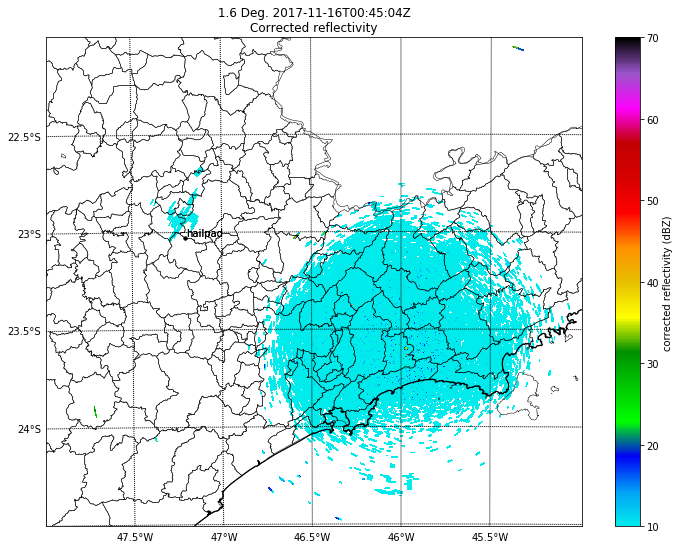 1.6 Deg. 2017-11-16T00:45:04Z
Corrected reflectivity
70
60
50
40
30
20
10
corrected reflectivity (dBZ)
22.5°S
23°S
23.5°S
24°S
hailpad
47.5°W
47°W
46.5°W
46°W
45.5°W